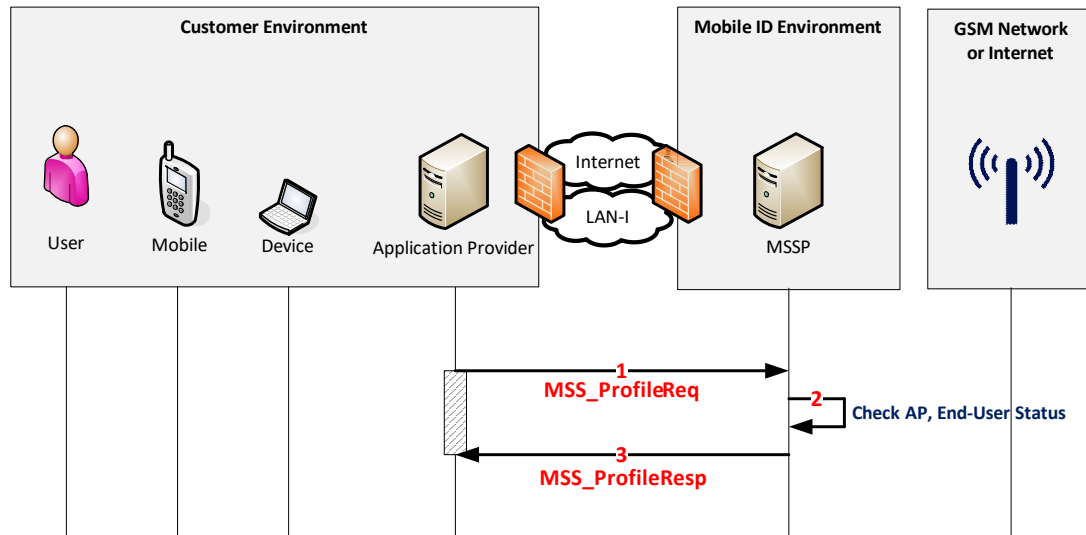 Customer Environment
Mobile ID Environment
GSM Network
or Internet
Internet
LAN-I
User
Mobile
Device
Application Provider
MSSP
1
MSS_ProfileReq
2
Check AP, End-User Status
3
MSS_ProfileResp